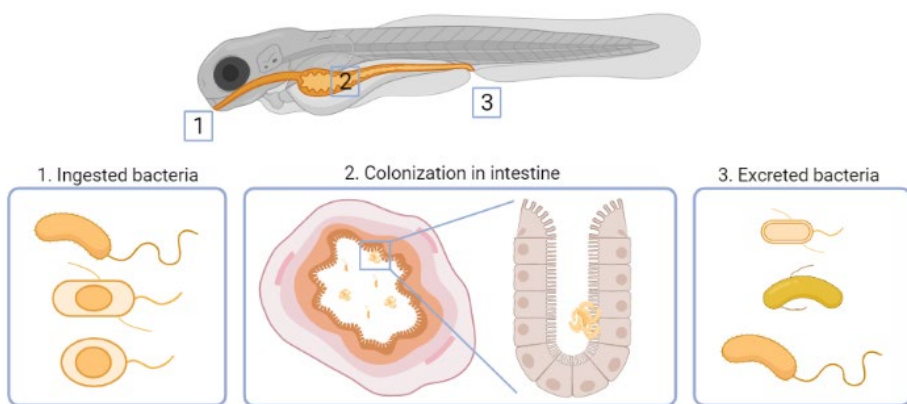 2
1
3
1. Ingested bacteria
2. Colonization in intestine
3. Excreted bacteria